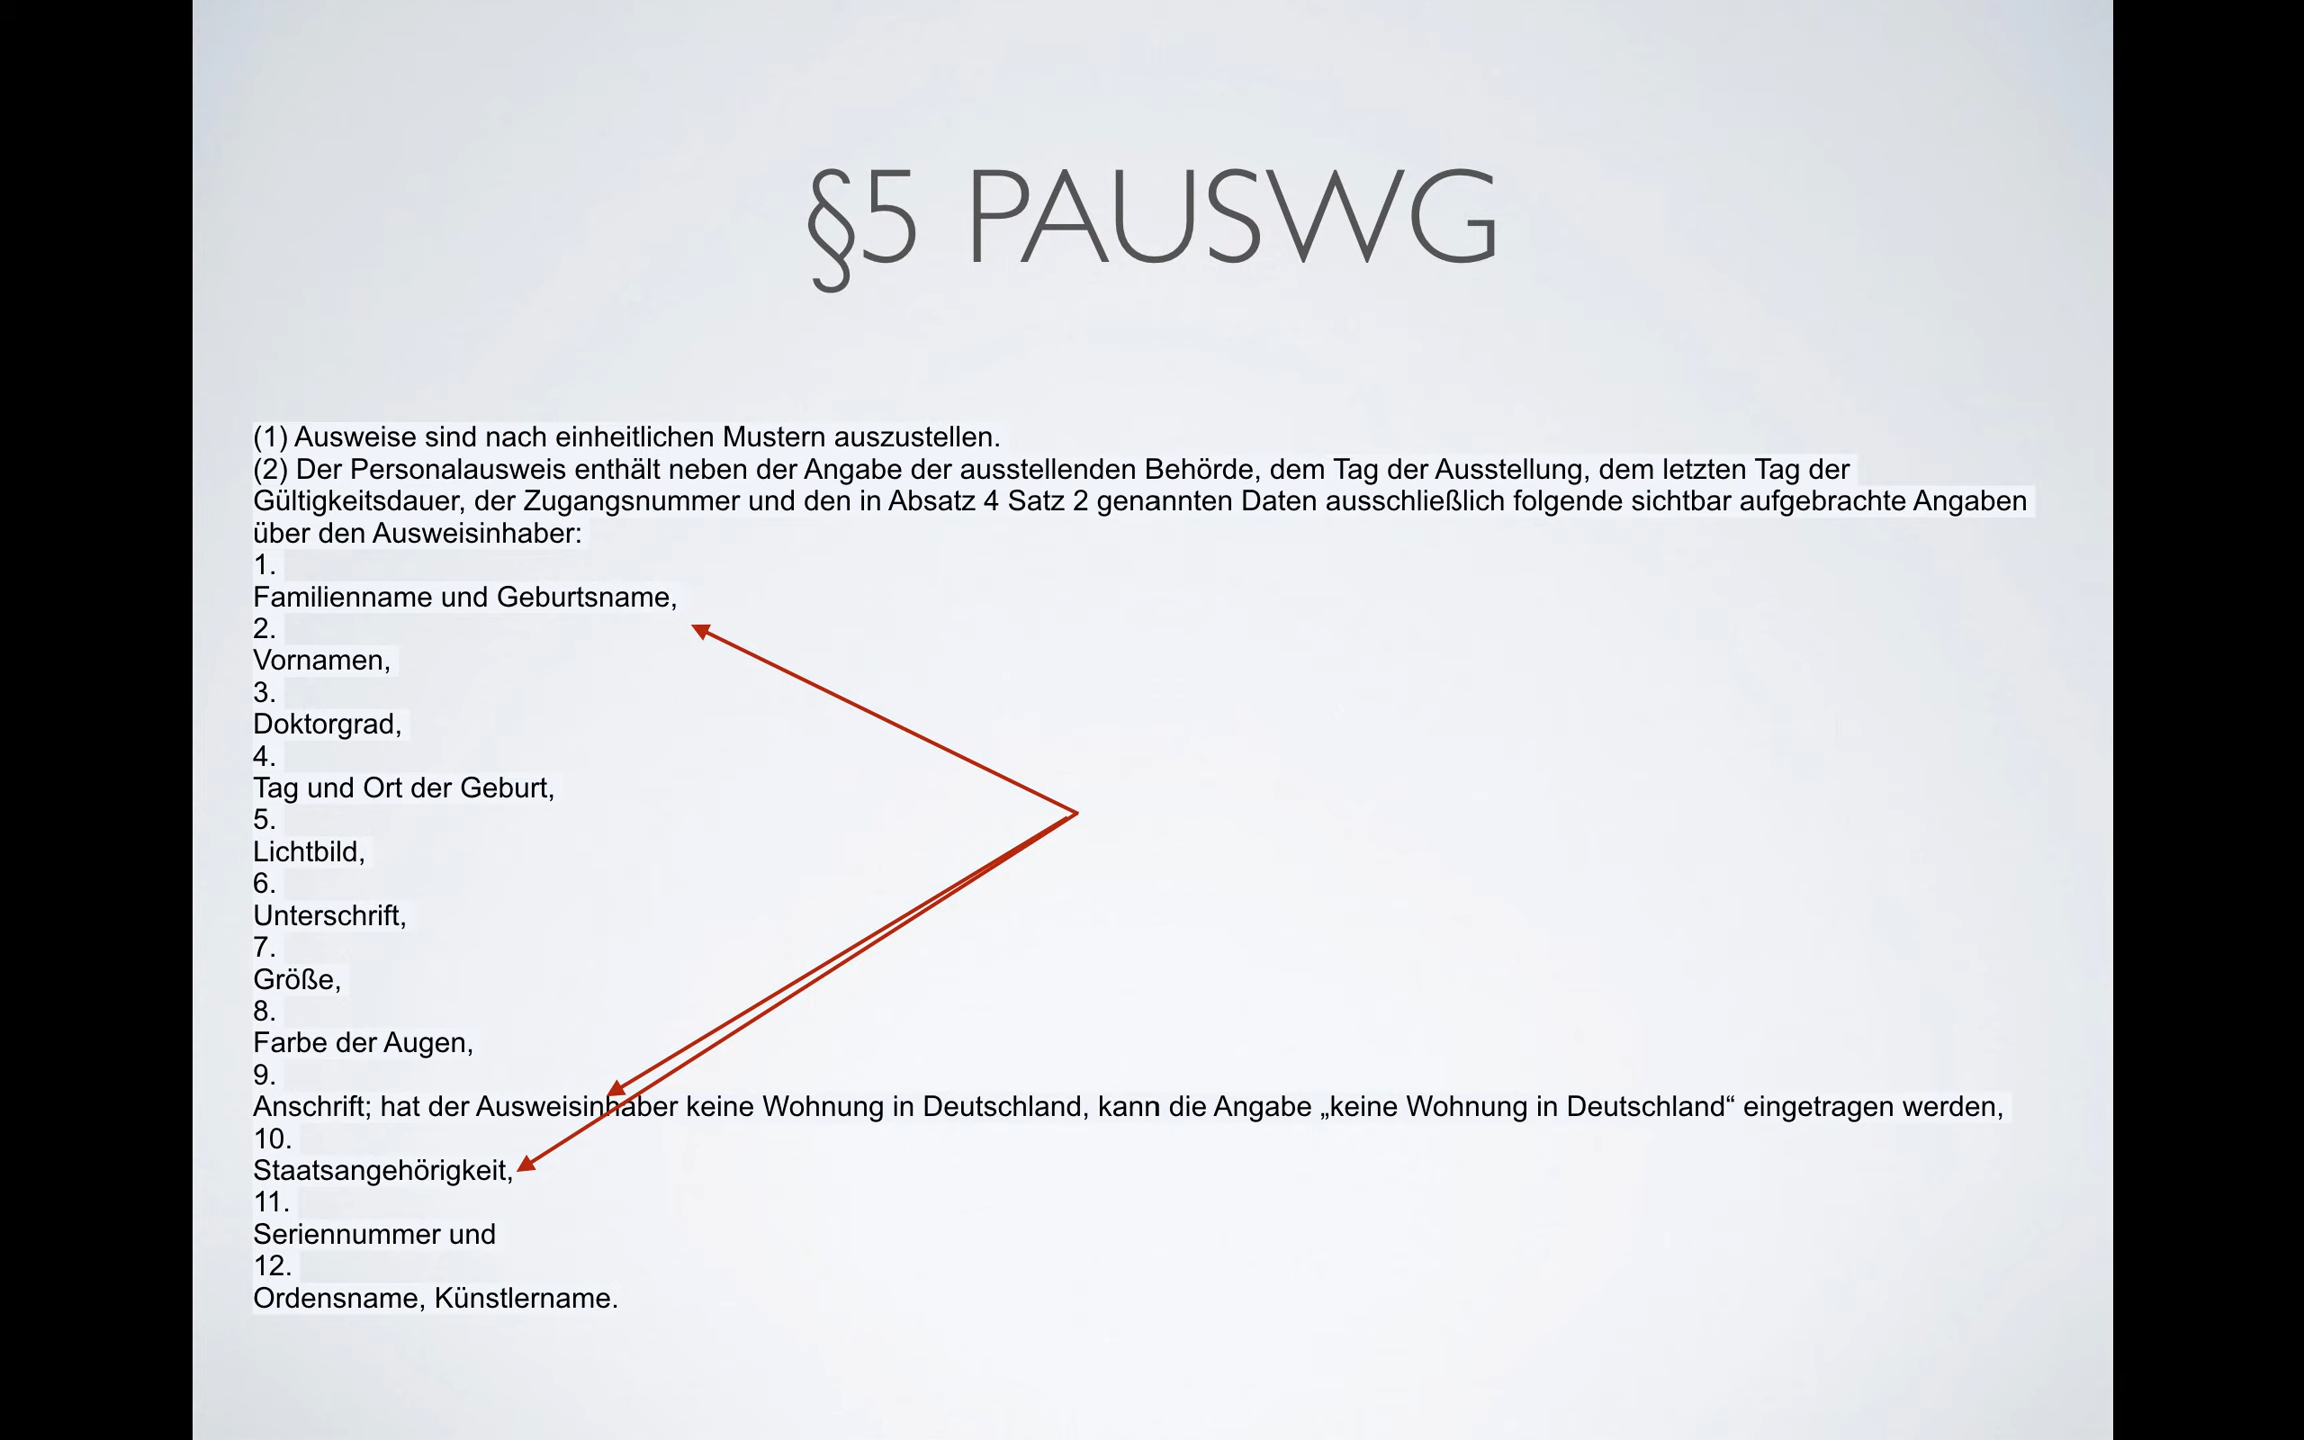 §5 PAUSWG
(1) Ausweise sind nach einheitlichen Mustern auszustellen.
(2) Der Personalausweis enthält neben der Angabe der ausstellenden Behörde, dem Tag der Ausstellung, dem letzten Tag der
Gültigkeitsdauer, der Zugangsnummer und den in Absatz 4 Satz 2 genannten Daten ausschließlich folgende sichtbar aufgebrachte Angaben
über den Ausweisinhaber:
1.
Familienname und Geburtsname,
2.
Vornamen,
3.
Doktorgrad,
4.
Tag und Ort der Geburt,
5.
Lichtbild,
6.
Unterschrift,
7.
Größe,
8.
Farbe der Augen,
9.
Anschrift; hat der Ausweisinhaber keine Wohnung in Deutschland, kann die Angabe „keine Wohnung in Deutschland“ eingetragen werden,
10.
Staatsangehörigkeit,
11.
Seriennummer und
12.
Ordensname, Künstlername.